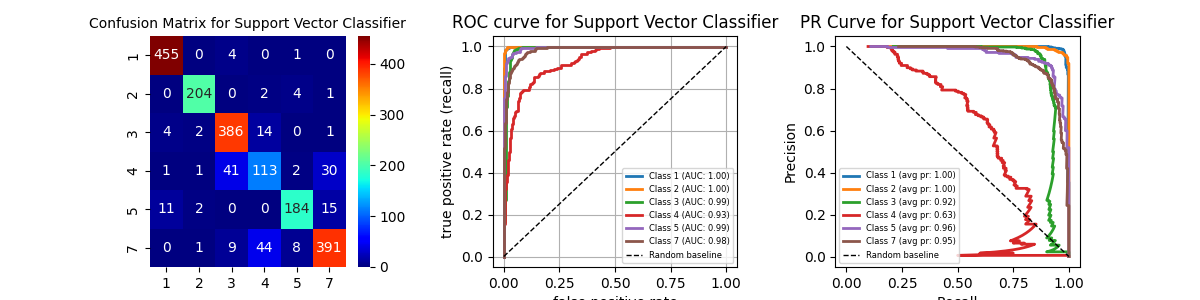 Confusion Matrix for Support Vector Classifier
1 455 0 4 0 1 0
2 0 204 0 2 4 1
3 4 2 386 14 0 1
4 1 1 41 113 2 30
5 11 2 0 0 184 15
7 0 1 9 44 8 391
1 2 3 4 5 7
400
300
200
100
0
ROC curve for Support Vector Classifier
true positive rate (recall)
1.0
0.8
0.6
0.4
0.2
0.0
Class 1 (AUC: 1.00)
Class 2 (AUC: 1.00)
Class 3 (AUC: 0.99)
Class 4 (AUC: 0.93)
Class 5 (AUC: 0.99)
Class 7 (AUC: 0.98)
Random baseline
0.00 0.25 0.50 0.75 1.00
false positive rate
PR Curve for Support Vector Classifier
Precision
1.0
0.8
0.6
0.4
0.2
0.0
Class 1 (avg pr: 1.00)
Class 2 (avg pr: 1.00)
Class 3 (avg pr: 0.92)
Class 4 (avg pr: 0.63)
Class 5 (avg pr: 0.96)
Class 7 (avg pr: 0.95)
Random baseline
0.00 0.25 0.50 0.75 1.00
Recall